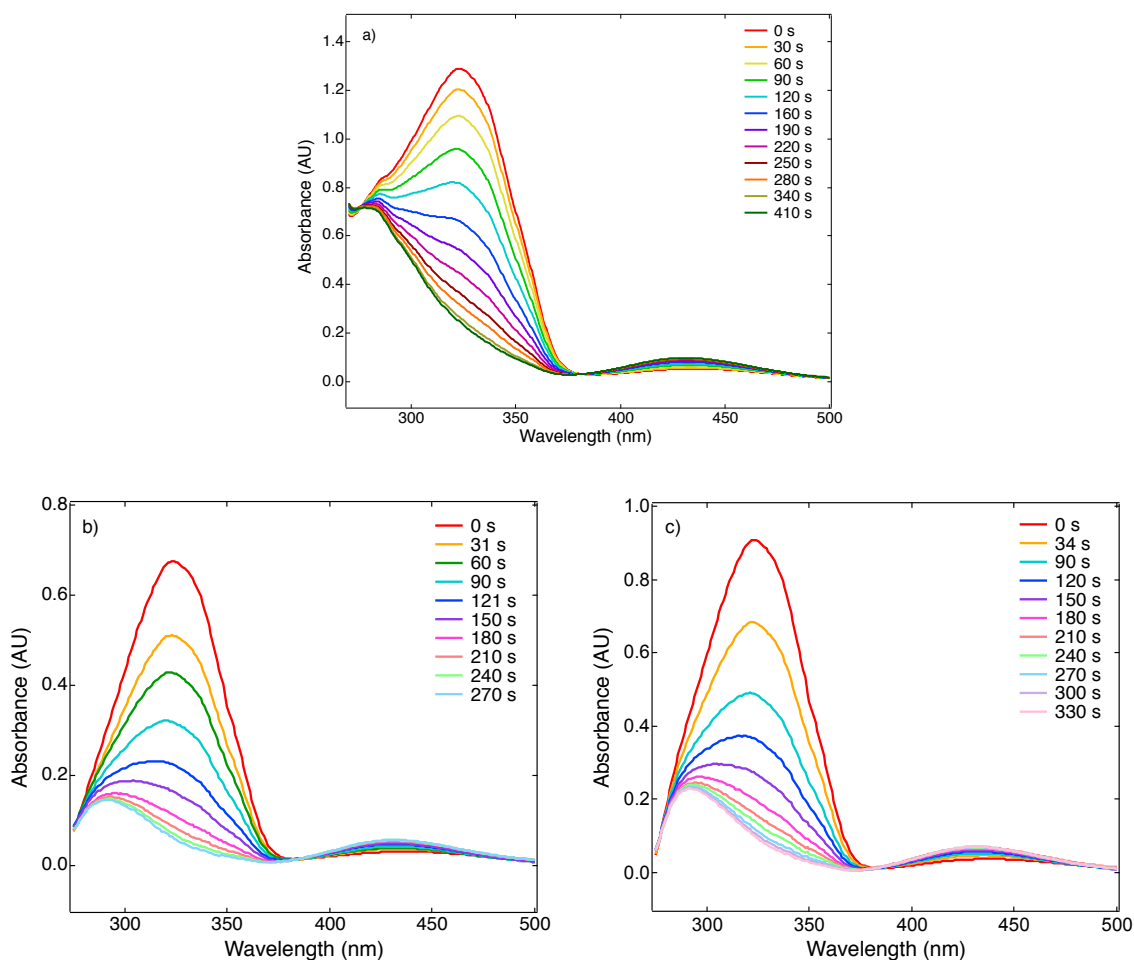 a)
0 s
30 s
60 s
90 s
120 s
160 s
190 s
220 s
250 s
280 s
340 s
410 s
Absorbance (AU)
1.4
1.2
1.0
0.8
0.6
0.4
0.2
0.0
300 350 400 450 500
Wavelength (nm)
b)
0 s
31 s
60 s
90 s
121 s
150 s
180 s
210 s
240 s
270 s
Absorbance (AU)
0.8
0.6
0.4
0.2
0.0
300 350 400 450 500
Wavelength (nm)
c)
0 s
34 s
90 s
120 s
150 s
180 s
210 s
240 s
270 s
300 s
330 s
Absorbance (AU)
1.0
0.8
0.6
0.4
0.2
0.0
300 350 400 450 500
Wavelength (nm)